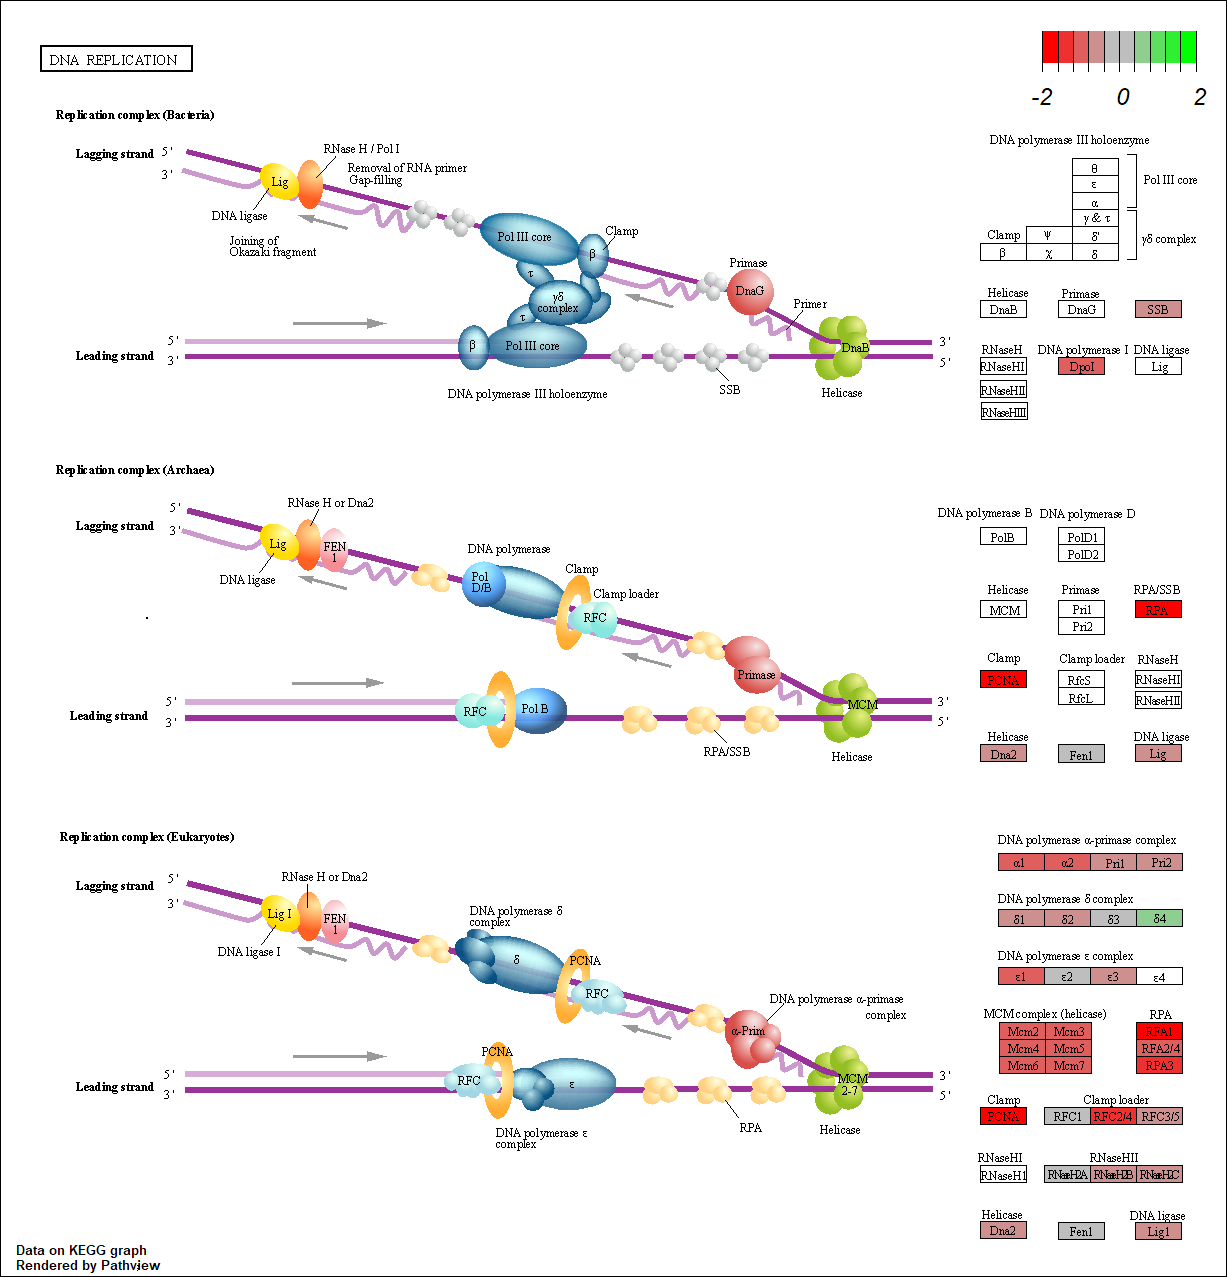 DNA REPLICATION
-2 0 2
Replication complex (Bacteria)
Lagging strand 5'
3'
RNase H / Pol I
Removal of RNA primer
Gap-filling
Lig
DNA ligase
Joining of
Okazaki fragment
Pol III core
Clamp
β
τ
γδ
complex
τ
Primase
DnaG
Primer
β
Pol III core
DnaB
3'
5'
Leading strand 3'
SSB
Helicase
DNA polymerase III holoenzyme
DNA polymerase III holoenzyme
θ
ε
α
Pol III core
γ & τ
Clamp ψ δ'
β χ δ
γδ complex
Helicase Primase
DnaB DnaG SSB
RNaseH DNA polymerase I DNA ligase
RNaseHI DpoI Lig
RNaseHII
RNaseHIII
Replication complex (Archaea)
5'
Lagging strand
3'
RNase H or Dna2
Lig
FEN
1
DNA ligase
DNA polymerase
Pol
D/B
Clamp
Clamp loader
RFC
Primase
MCM
3'
5'
5'
Leading strand 3'
RFC
Pol B
RPA/SSB
Helicase
DNA polymerase B DNA polymerase D
PolB PolD1
PolD2
Helicase Primase RPA/SSB
MCM Pri1 RPA
Pri2
Clamp Clamp loader RNaseH
PCNA RfcS RNaseHI
RfcL RNaseHII
Helicase DNA ligase
Dna2 Fen1 Lig
Replication complex (Eukaryotes)
5'
Lagging strand
3'
RNase H or Dna2
Lig I
FEN
1
DNA ligase I
DNA polymerase δ
complex
δ
PCNA
RFC
DNA polymerase α-primase
complex
α-Prim
MCM
2-7
3'
5'
5'
Leading strand
3'
RFC
PCNA
ε
DNA polymerase ε
complex
RPA
Helicase
DNA polymerase α-primase complex
α1 α2 Pri1 Pri2
DNA polymerase δ complex
δ1 δ2 δ3 δ4
DNA polymerase ε complex
ε1 ε2 ε3 ε4
MCM complex (helicase) RPA
Mcm2 Mcm3 RFA1
Mcm4 Mcm5 RFA2/4
Mcm6 Mcm7 RPA3
Clamp Clamp loader
PCNA RFC1 RFC2/4 RFC3/5
RNaseHI RNaseHII
RNaseH1 RNaseH2A RNaseH2B RNaseH2C
Helicase DNA ligase
Dna2 Fen1 Lig1
Data on KEGG graph
Rendered by Pathview